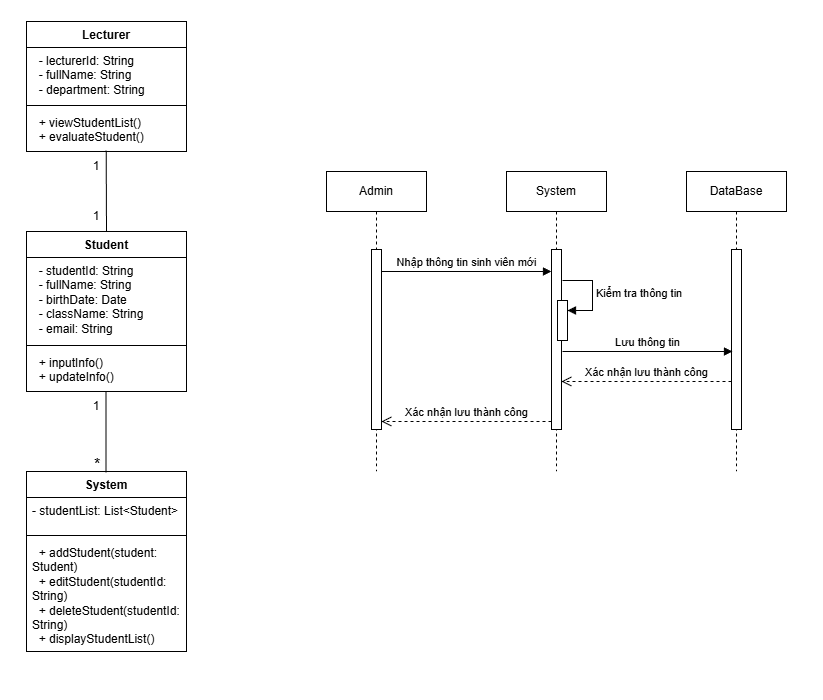 Lecturer
- lecturerId: String
- fullName: String
- department: String
+ viewStudentList()
+ evaluateStudent()
1
1
Student
- studentId: String
- fullName: String
- birthDate: Date
- className: String
- email: String
+ inputInfo()
+ updateInfo()
1
*
System
- studentList: List<Student>
+ addStudent(student:
Student)
+ editStudent(studentId:
String)
+ deleteStudent(studentId:
String)
+ displayStudentList()
Admin
System
DataBase
Nhập thông tin sinh viên mới
Kiểm tra thông tin
Lưu thông tin
Xác nhận lưu thành công
Xác nhận lưu thành công